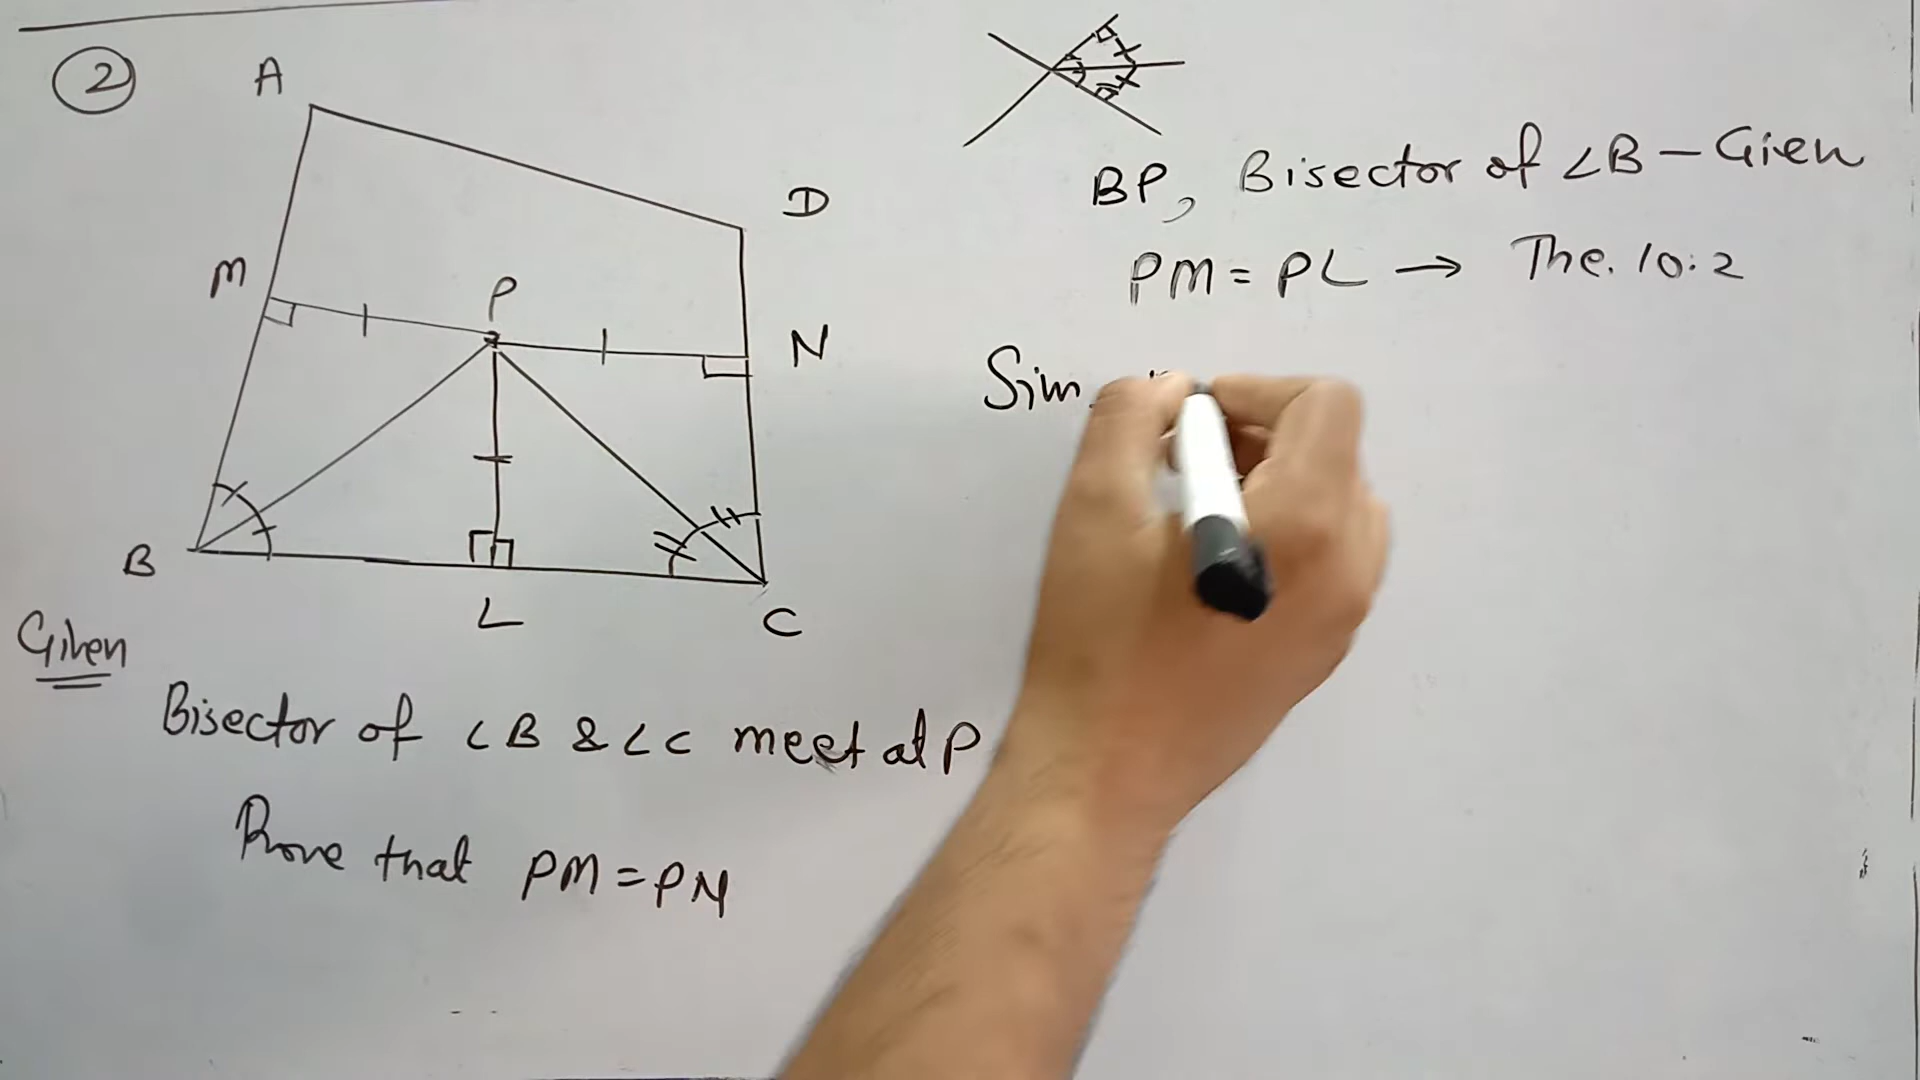 2
A
D
M
P
N
B
L
C
BP, Bisector of ∠B – Gien
PM = PL → The. 10:2
Sim
Given
Bisector of ∠B & ∠C meet at P
Prove that PM = PN